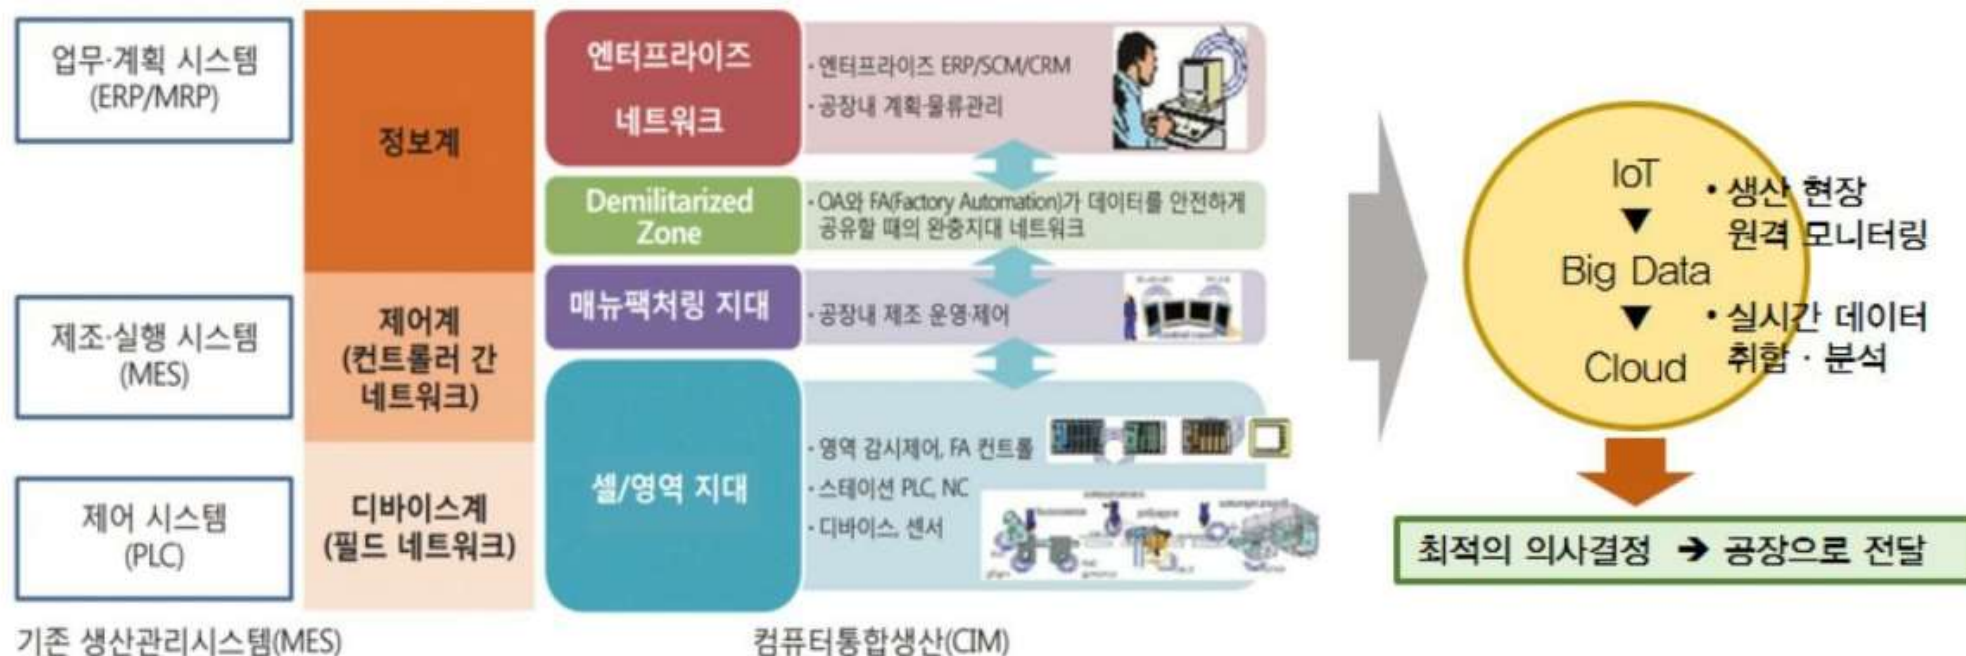 업무·계획 시스템
(ERP/MRP)
제조·실행 시스템
(MES)
제어 시스템
(PLC)
기존 생산관리시스템(MES)
정보계
제어계
(컨트롤러 간
네트워크)
디바이스계
(필드 네트워크)
엔터프라이즈
네트워크
· 엔터프라이즈 ERP/SCM/CRM
· 공장내 계획·물류관리
Demilitarized
Zone
· OA와 FA(Factory Automation)가 데이터를 안전하게
공유할 때의 완충지대 네트워크
매뉴팩처링 지대
· 공장내 제조 운영·제어
셀/영역 지대
· 영역 감시제어, FA 컨트롤
· 스테이션 PLC, NC
· 디바이스, 센서
컴퓨터통합생산(CIM)
IoT
▼
Big Data
▼
Cloud
• 생산 현장
원격 모니터링
• 실시간 데이터
취합 · 분석
최적의 의사결정 → 공장으로 전달